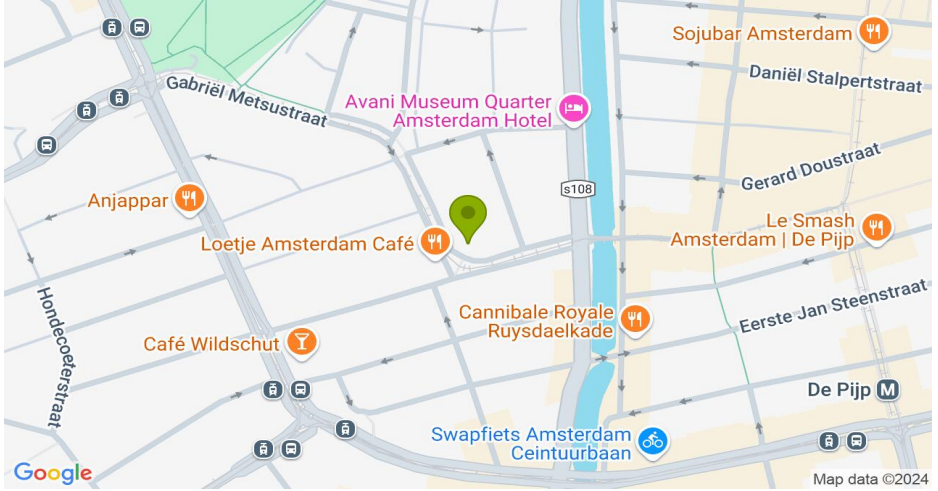 Sojubar Amsterdam
Daniël Stalpertstraat
Gabriël Metsustraat
Avani Museum Quarter
Amsterdam Hotel
Gerard Doustraat
s108
Anjappar
Le Smash
Amsterdam | De Pijp
Loetje Amsterdam Café
Hondecoeterstraat
Cannibale Royale
Ruysdaelkade
Eerste Jan Steenstraat
Café Wildschut
De Pijp M
Swapfiets Amsterdam
Ceintuurbaan
Google
Map data ©2024